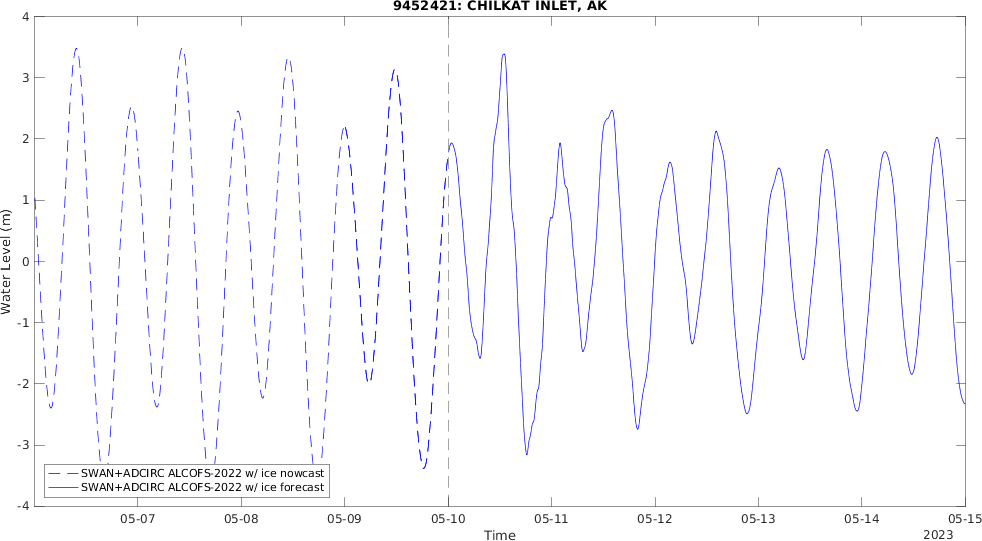 9452421: CHILKAT INLET, AK
4
3
2
1
0
-1
-2
-3
-4
Water Level (m)
SWAN+ADCIRC ALCOFS-2022 w/ ice nowcast
SWAN+ADCIRC ALCOFS-2022 w/ ice forecast
05-07 05-08 05-09 05-10 05-11 05-12 05-13 05-14 05-15
Time
2023